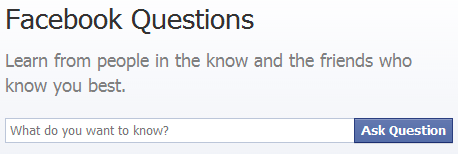 Facebook Questions
Learn from people in the know and the friends who
know you best.
What do you want to know? Ask Question